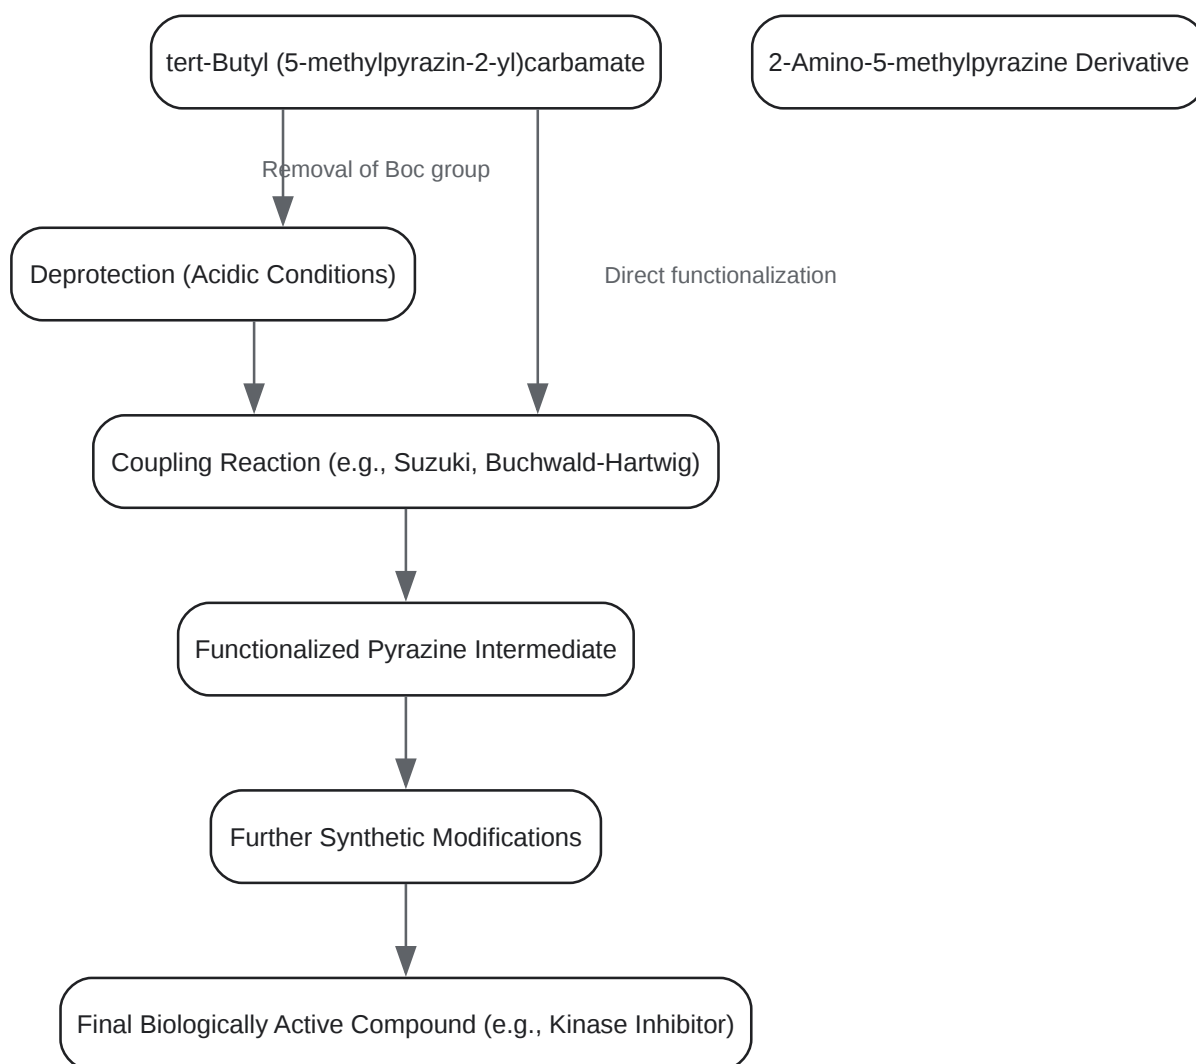 tert-Butyl (5-methylpyrazin-2-yl)carbamate
2-Amino-5-methylpyrazine Derivative
Removal of Boc group
Deprotection (Acidic Conditions)
Direct functionalization
Coupling Reaction (e.g., Suzuki, Buchwald-Hartwig)
Functionalized Pyrazine Intermediate
Further Synthetic Modifications
Final Biologically Active Compound (e.g., Kinase Inhibitor)